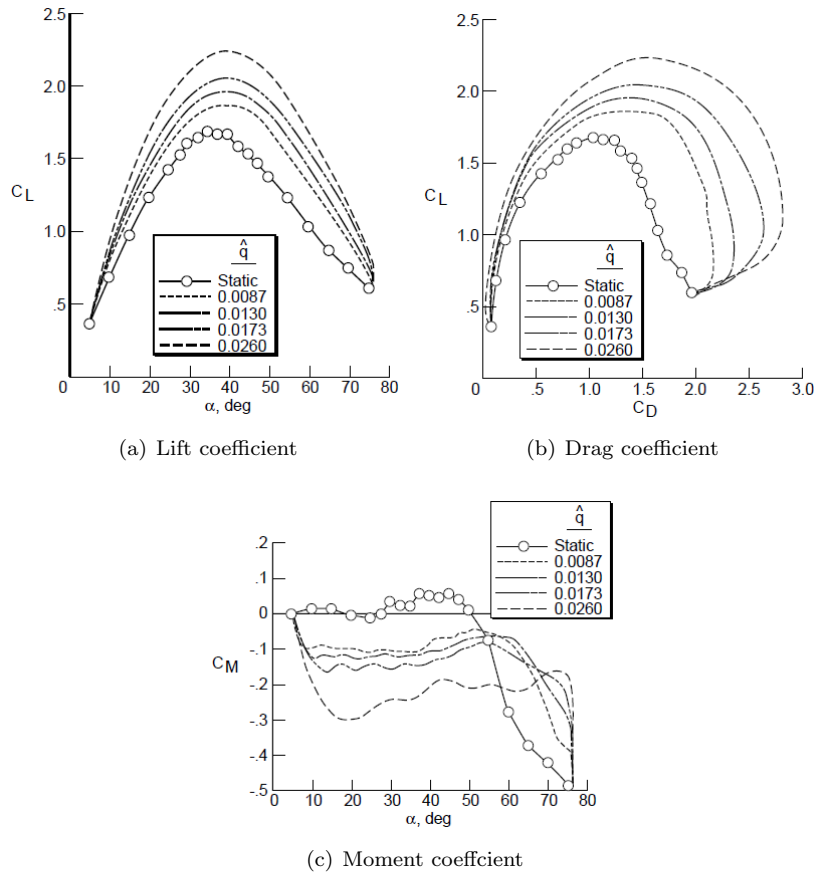 2.5
2.0
1.5
C L
1.0
.5
0
10 20 30 40 50 60 70 80
α, deg
q̂
Static
0.0087
0.0130
0.0173
0.0260
(a) Lift coefficient
2.5
2.0
1.5
C L
1.0
.5
0
.5 1.0 1.5 2.0 2.5 3.0
C D
q̂
Static
0.0087
0.0130
0.0173
0.0260
(b) Drag coefficient
.2
.1
0
-.1
C M
-.2
-.3
-.4
-.5
0 10 20 30 40 50 60 70 80
α, deg
q̂
Static
0.0087
0.0130
0.0173
0.0260
(c) Moment coeffcient